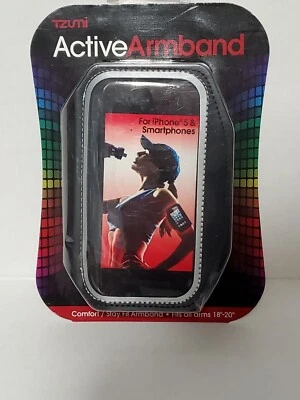 TZUMI
ActiveArmband
For iPhone® 5 &
Smartphones
Comfort / Stay Fit Armband • Fits all arms 18"-20"